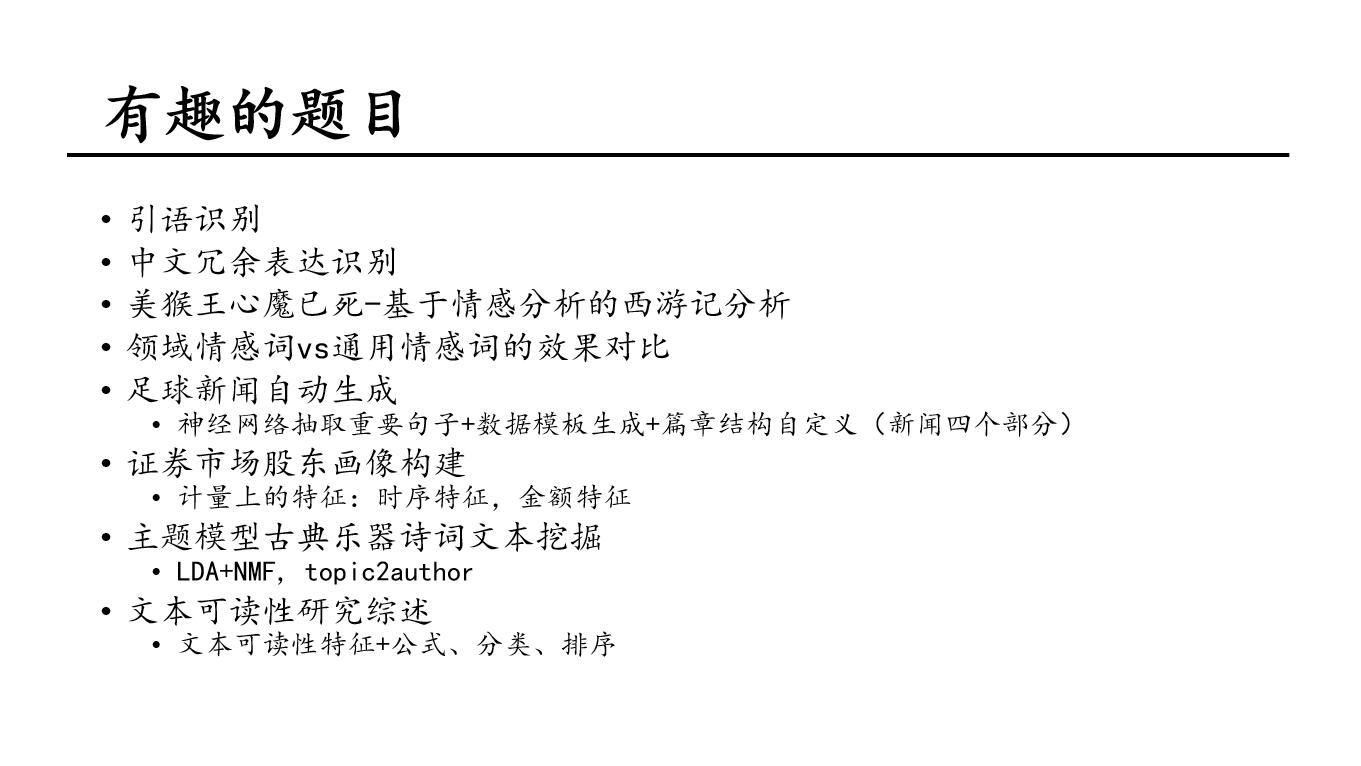 有趣的题目
• 引语识别
• 中文冗余表达识别
• 美猴王心魔已死-基于情感分析的西游记分析
• 领域情感词vs通用情感词的效果对比
• 足球新闻自动生成
• 神经网络抽取重要句子+数据模板生成+篇章结构自定义（新闻四个部分）
• 证券市场股东画像构建
• 计量上的特征：时序特征，金额特征
• 主题模型古典乐器诗词文本挖掘
• LDA+NMF, topic2author
• 文本可读性研究综述
• 文本可读性特征+公式、分类、排序